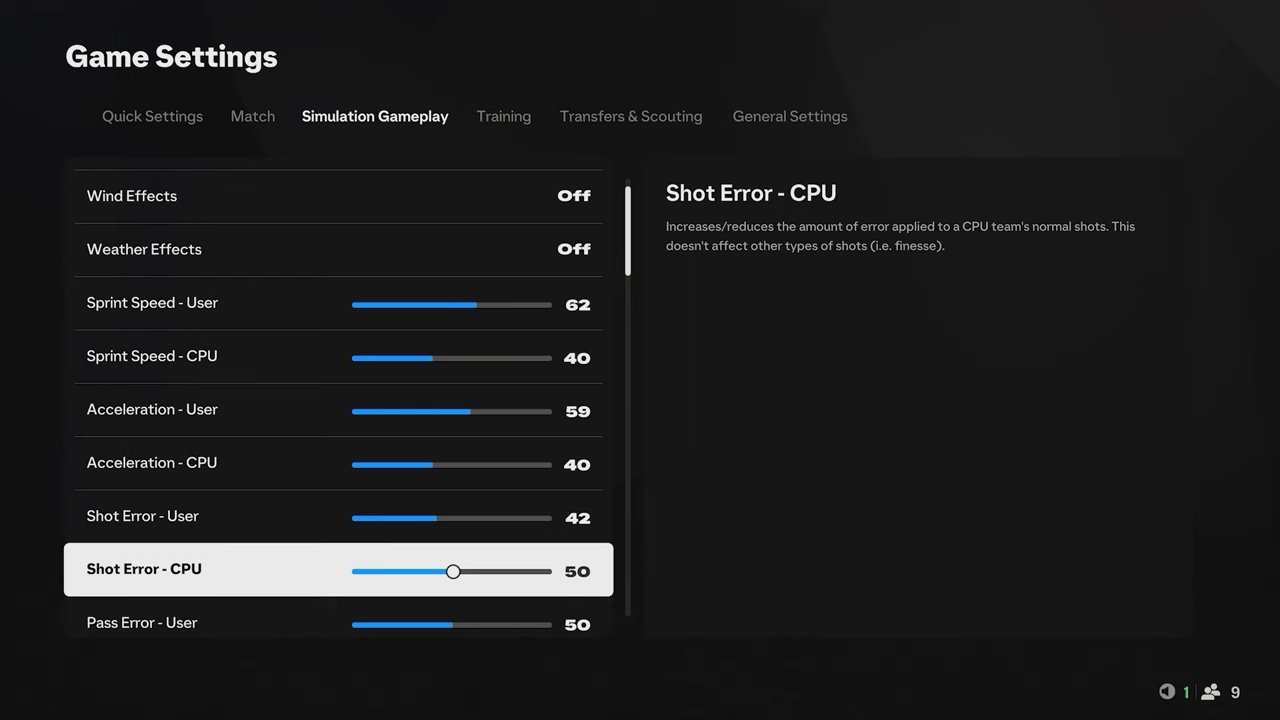 Game Settings
Quick Settings Match Simulation Gameplay Training Transfers & Scouting General Settings
Wind Effects Off
Weather Effects Off
Sprint Speed - User 62
Sprint Speed - CPU 40
Acceleration - User 59
Acceleration - CPU 40
Shot Error - User 42
Shot Error - CPU 50
Pass Error - User 50
Shot Error - CPU
Increases/reduces the amount of error applied to a CPU team's normal shots. This
doesn't affect other types of shots (i.e. finesse).
1 9